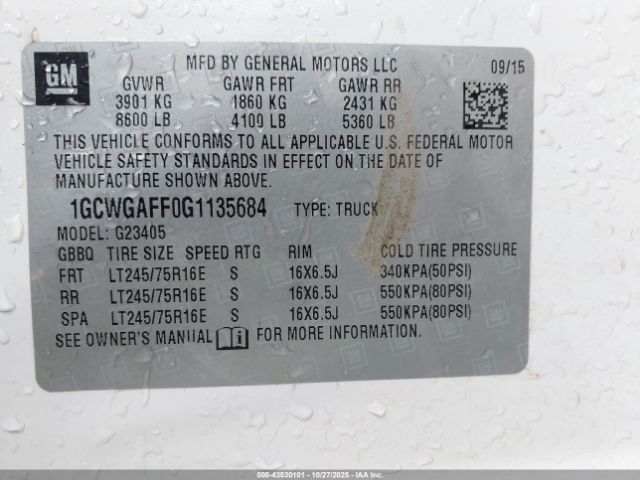 GM
MFD BY GENERAL MOTORS LLC 09/15
GVWR GAWR FRT GAWR RR
3901 KG 1860 KG 2431 KG
8600 LB 4100 LB 5360 LB
THIS VEHICLE CONFORMS TO ALL APPLICABLE U.S. FEDERAL MOTOR
VEHICLE SAFETY STANDARDS IN EFFECT ON THE DATE OF
MANUFACTURE SHOWN ABOVE.
1GCWGAFF0G1135684 TYPE: TRUCK
MODEL: G23405
GBBQ TIRE SIZE SPEED RTG RIM COLD TIRE PRESSURE
FRT LT245/75R16E S 16X6.5J 340KPA(50PSI)
RR LT245/75R16E S 16X6.5J 550KPA(80PSI)
SPA LT245/75R16E S 16X6.5J 550KPA(80PSI)
SEE OWNER'S MANUAL FOR MORE INFORMATION.
000-43530101 - 10/27/2025 - IAAI.COM